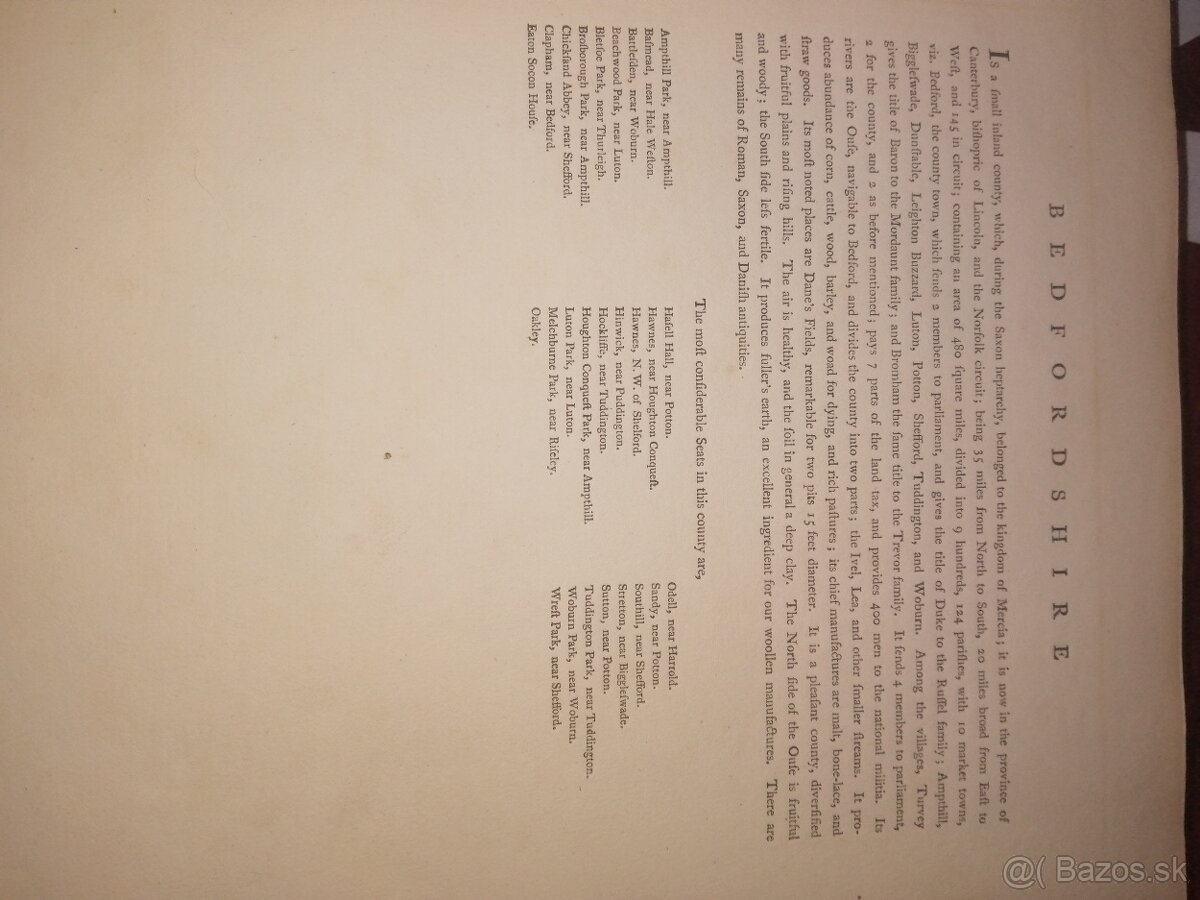 BEDFORDSHIRE
Is a ſmall inland county, which, during the Saxon heptarchy, belonged to the kingdom of Mercia; it is now in the province of
Canterbury, biſhopric of Lincoln, and the Norfolk circuit; being 35 miles from North to South, 20 miles broad from Eaſt to
Weſt, and 145 in circuit; containing an area of 480 ſquare miles, divided into 9 hundreds, 124 pariſhes, with 10 market towns,
viz. Bedford, the county town, which ſends 2 members to parliament, and gives the title of Duke to the Ruſſel family; Ampthill,
Biggleſwade, Dunſtable, Leighton Buzzard, Luton, Potton, Shefford, Tuddington, and Woburn. Among the villages, Turvey
gives the title of Baron to the Mordaunt family; and Bromham the ſame title to the Trevor family. It ſends 4 members to parliament,
2 for the county, and 2 as before mentioned; pays 7 parts of the land tax, and provides 400 men to the national militia. Its
rivers are the Ouſe, navigable to Bedford, and divides the county into two parts; the Ivel, Lea, and other ſmaller ſtreams. It pro-
duces abundance of corn, cattle, wood, barley, and woad for dying, and rich paſtures; its chief manufactures are malt, bone-lace, and
ſtraw goods. Its moſt noted places are Dane's Fields, remarkable for two pits 15 feet diameter. It is a pleaſant county, diverſified
with fruitful plains and riſing hills. The air is healthy, and the ſoil in general a deep clay. The North ſide of the Ouſe is fruitful
and woody; the South ſide leſs fertile. It produces fuller's earth, an excellent ingredient for our woollen manufactures. There are
many remains of Roman, Saxon, and Daniſh antiquities.
The moſt conſiderable Seats in this county are,
Ampthill Park, near Ampthill.
Baſmead, near Hale Weſton.
Battleſden, near Woburn.
Beachwood Park, near Luton.
Bletſoe Park, near Thurleigh.
Broſborough Park, near Ampthill.
Chickſand Abbey, near Shefford.
Clapham, near Bedford.
Eaton Socon Houſe.
Haſell Hall, near Potton.
Hawnes, near Houghton Conqueſt.
Hawnes, N. W. of Shelford.
Hinwick, near Puddington.
Hockliffe, near Tuddington.
Houghton Conqueſt Park, near Ampthill.
Luton Park, near Luton.
Melchburne Park, near Riſeley.
Oakley.
Odell, near Harrold.
Sandy, near Potton.
Southill, near Shefford.
Stretton, near Biggleſwade.
Sutton, near Potton.
Tuddington Park, near Tuddington.
Woburn Park, near Woburn.
Wreſt Park, near Shefford.
@( Bazos.sk